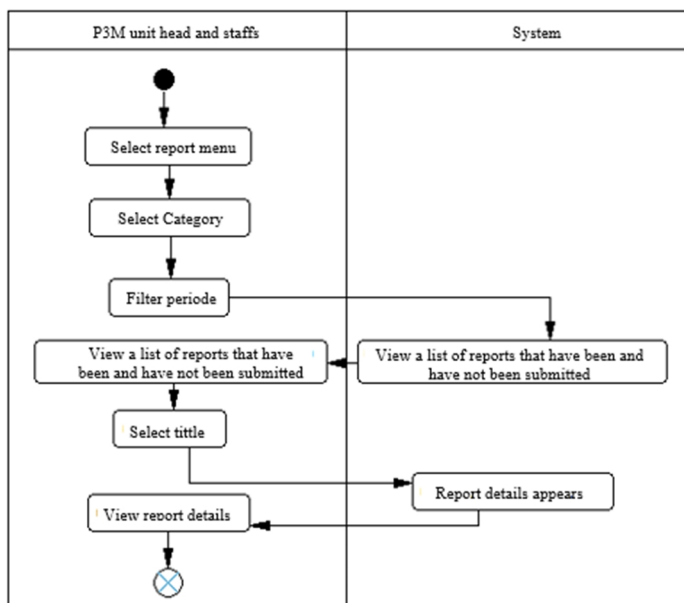 P3M unit head and staffs
System
Select report menu
Select Category
Filter periode
View a list of reports that have
been and have not been submitted
View a list of reports that have been and
have not been submitted
Select tittle
Report details appears
View report details